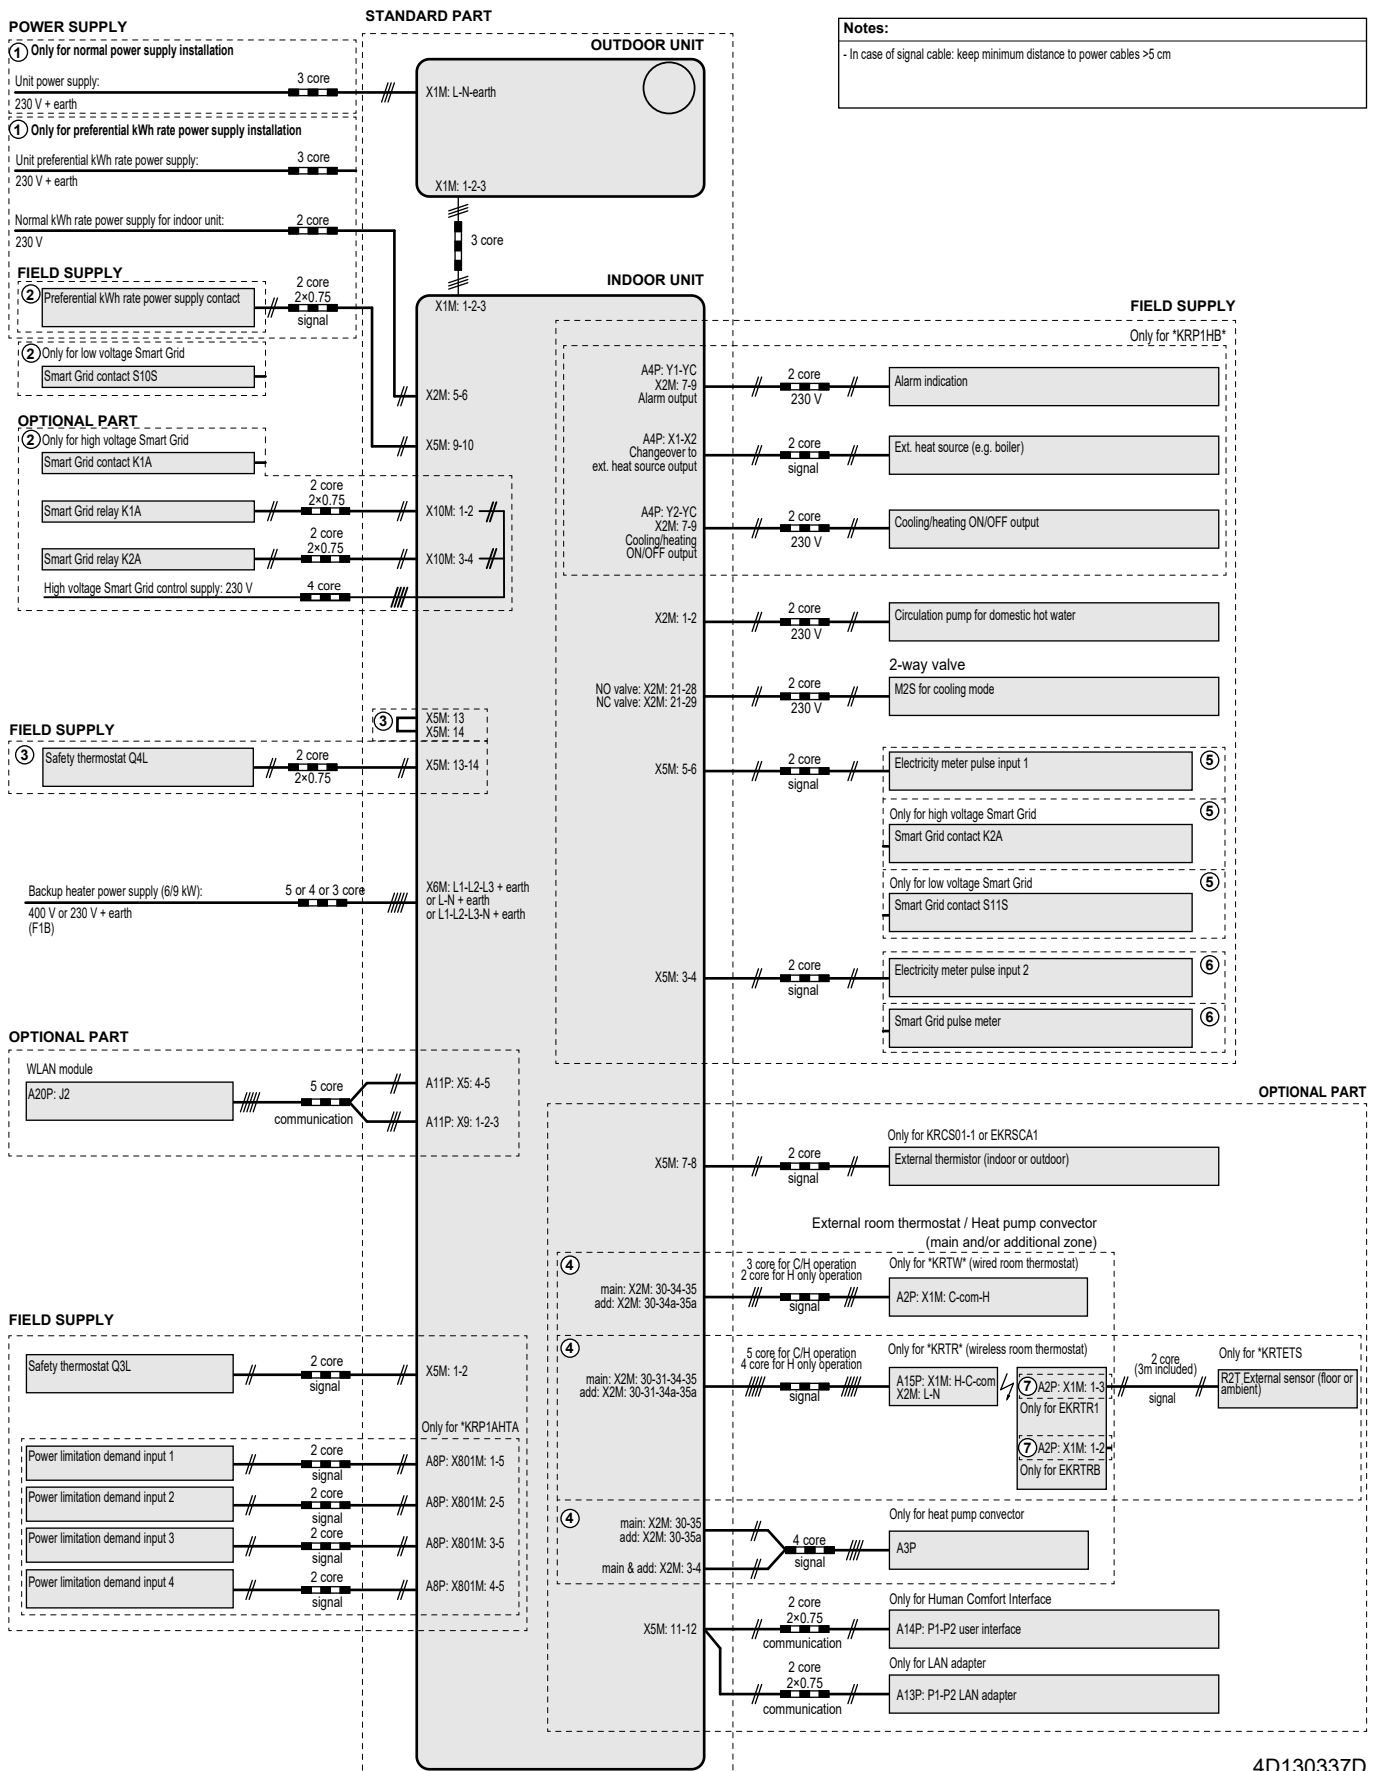 POWER SUPPLY
1 Only for normal power supply installation
Unit power supply:
3 core
230 V + earth
1 Only for preferential kWh rate power supply installation
Unit preferential kWh rate power supply:
3 core
230 V + earth
Normal kWh rate power supply for indoor unit:
2 core
230 V
FIELD SUPPLY
2 Preferential kWh rate power supply contact
2 core
2×0.75
signal
2 Only for low voltage Smart Grid
Smart Grid contact S10S
OPTIONAL PART
2 Only for high voltage Smart Grid
Smart Grid contact K1A
2 core
2×0.75
Smart Grid relay K1A
2 core
2×0.75
Smart Grid relay K2A
High voltage Smart Grid control supply: 230 V
4 core
FIELD SUPPLY
3
Safety thermostat Q4L
2 core
2×0.75
Backup heater power supply (6/9 kW):
5 or 4 or 3 core
400 V or 230 V + earth
(F1B)
OPTIONAL PART
WLAN module
A20P: J2
5 core
communication
FIELD SUPPLY
Safety thermostat Q3L
2 core
signal
Power limitation demand input 1
2 core
signal
Power limitation demand input 2
2 core
signal
Power limitation demand input 3
2 core
signal
Power limitation demand input 4
2 core
signal
STANDARD PART
OUTDOOR UNIT
X1M: L-N-earth
X1M: 1-2-3
3 core
INDOOR UNIT
X1M: 1-2-3
X2M: 5-6
X5M: 9-10
X10M: 1-2
X10M: 3-4
3
X5M: 13
X5M: 14
X5M: 13-14
X6M: L1-L2-L3 + earth
or L-N + earth
or L1-L2-L3-N + earth
A11P: X5: 4-5
A11P: X9: 1-2-3
X5M: 1-2
Only for *KRP1AHTA
A8P: X801M: 1-5
A8P: X801M: 2-5
A8P: X801M: 3-5
A8P: X801M: 4-5
Notes:
- In case of signal cable: keep minimum distance to power cables >5 cm
FIELD SUPPLY
Only for *KRP1HB*
A4P: Y1-YC
X2M: 7-9
Alarm output
2 core
230 V
Alarm indication
A4P: X1-X2
Changeover to
ext. heat source output
2 core
signal
Ext. heat source (e.g. boiler)
A4P: Y2-YC
X2M: 7-9
Cooling/heating
ON/OFF output
2 core
230 V
Cooling/heating ON/OFF output
X2M: 1-2
2 core
230 V
Circulation pump for domestic hot water
2-way valve
NO valve: X2M: 21-28
NC valve: X2M: 21-29
2 core
230 V
M2S for cooling mode
X5M: 5-6
2 core
signal
Electricity meter pulse input 1
5
Only for high voltage Smart Grid
5
Smart Grid contact K2A
Only for low voltage Smart Grid
5
Smart Grid contact S11S
X5M: 3-4
2 core
signal
Electricity meter pulse input 2
6
Smart Grid pulse meter
6
OPTIONAL PART
Only for KRCS01-1 or EKRSCA1
X5M: 7-8
2 core
signal
External thermistor (indoor or outdoor)
External room thermostat / Heat pump convector
(main and/or additional zone)
4
main: X2M: 30-34-35
add: X2M: 30-34a-35a
3 core for C/H operation
2 core for H only operation
signal
Only for *KRTW* (wired room thermostat)
A2P: X1M: C-com-H
4
main: X2M: 30-31-34-35
add: X2M: 30-31-34a-35a
5 core for C/H operation
4 core for H only operation
signal
Only for *KRTR* (wireless room thermostat)
A15P: X1M: H-C-com
X2M: L-N
7 A2P: X1M: 1-3
Only for EKRTR1
7 A2P: X1M: 1-2
Only for EKRTRB
2 core
(3m included)
signal
Only for *KRTETS
R2T External sensor (floor or
ambient)
4
main: X2M: 30-35
add: X2M: 30-35a
main & add: X2M: 3-4
4 core
signal
Only for heat pump convector
A3P
X5M: 11-12
2 core
2×0.75
communication
Only for Human Comfort Interface
A14P: P1-P2 user interface
2 core
2×0.75
communication
Only for LAN adapter
A13P: P1-P2 LAN adapter
4D130337D